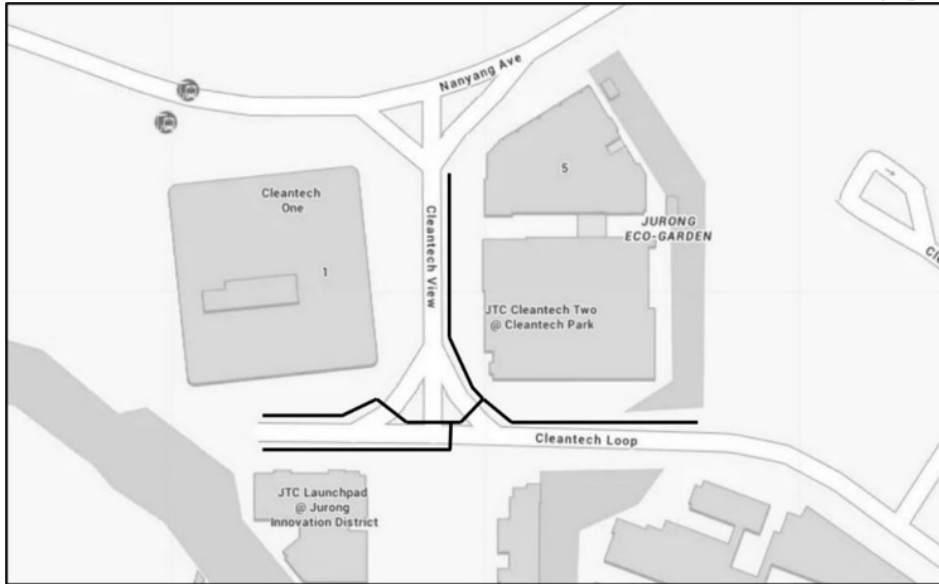 Nanyang Ave
Cleantech
One
5
JURONG
ECO-GARDEN
Cleantech View
1
JTC Cleantech Two
@ Cleantech Park
Cleantech Loop
JTC Launchpad
@ Jurong
Innovation District